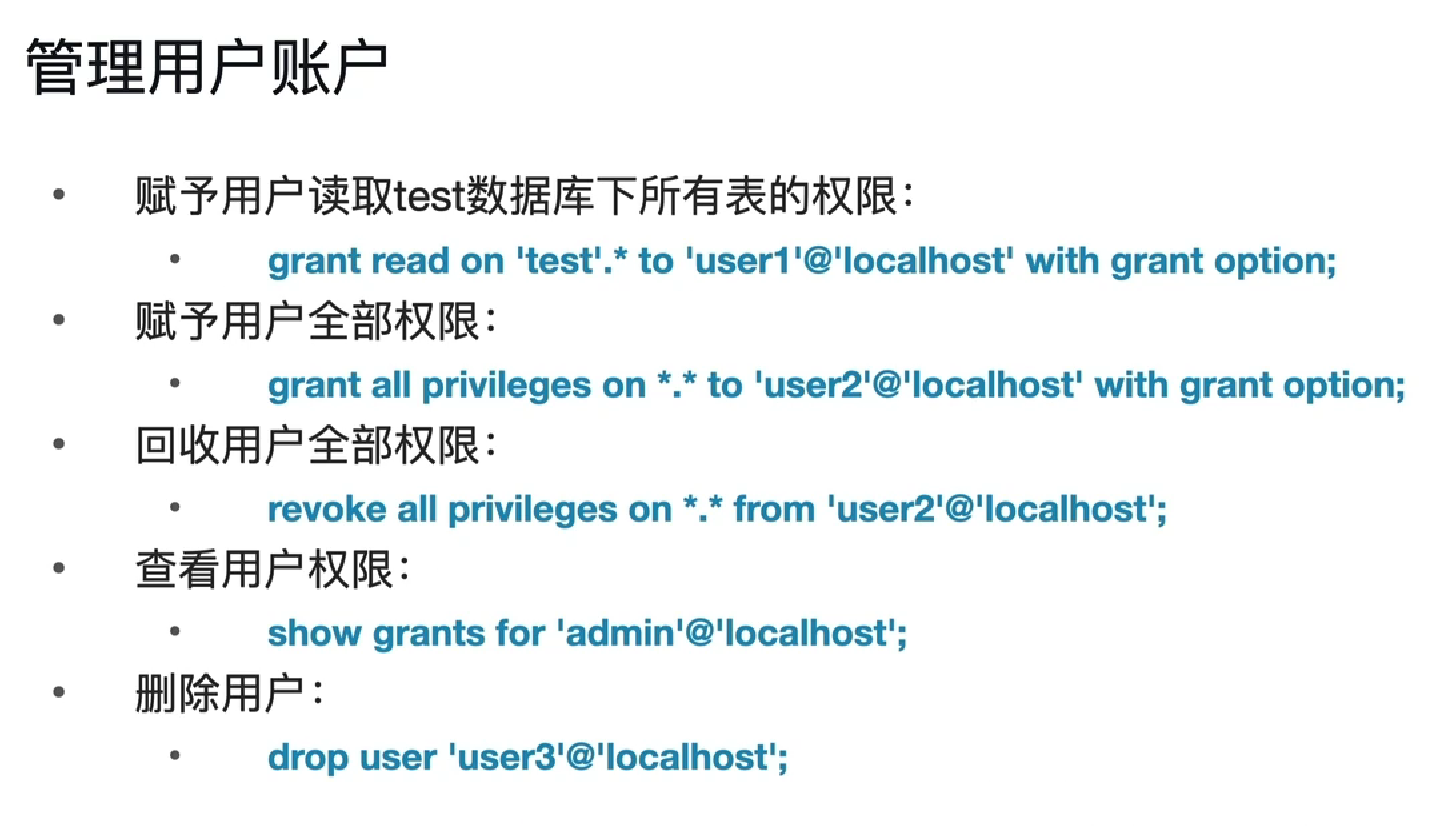 管理用户账户
• 赋予用户读取test数据库下所有表的权限：
• grant read on 'test'.* to 'user1'@'localhost' with grant option;
• 赋予用户全部权限：
• grant all privileges on *.* to 'user2'@'localhost' with grant option;
• 回收用户全部权限：
• revoke all privileges on *.* from 'user2'@'localhost';
• 查看用户权限：
• show grants for 'admin'@'localhost';
• 删除用户：
• drop user 'user3'@'localhost';